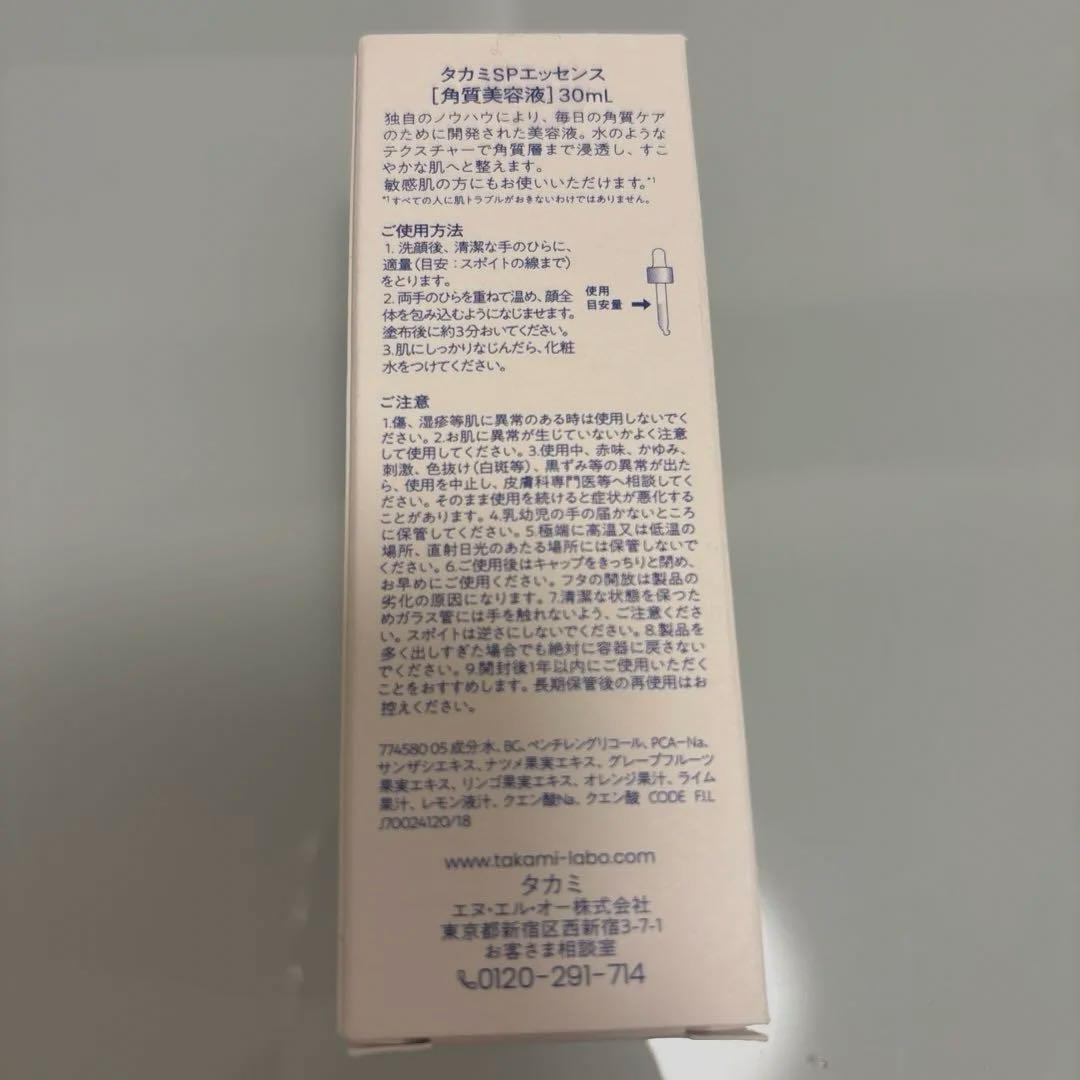 タカミSPエッセンス
[角質美容液]30mL
独自のノウハウにより、毎日の角質ケア
のために開発された美容液。水のような
テクスチャーで角質層まで浸透し、すこ
やかな肌へと整えます。
敏感肌の方にもお使いいただけます。*1
*1すべての人に肌トラブルがおきないわけではありません。
ご使用方法
1. 洗顔後、清潔な手のひらに、
適量(目安:スポイトの線まで)
をとります。
2. 両手のひらを重ねて温め、顔全
体を包み込むようになじませます。
塗布後に約3分おいてください。
3.肌にしっかりなじんだら、化粧
水をつけてください。
使用
目安量
ご注意
1.傷、湿疹等肌に異常のある時は使用しないでく
ださい。2.お肌に異常が生じていないかよく注意
して使用してください。3.使用中、赤味、かゆみ、
刺激、色抜け(白斑等)、黒ずみ等の異常が出た
ら、使用を中止し、皮膚科専門医等へ相談してく
ださい。そのまま使用を続けると症状が悪化する
ことがあります。4.乳幼児の手の届かないところ
に保管してください。5.極端に高温又は低温の
場所、直射日光のあたる場所には保管しないで
ください。6.ご使用後はキャップをきっちりと閉め、
お早めにご使用ください。フタの開放は製品の
劣化の原因になります。7.清潔な状態を保つた
めガラス管には手を触れないよう、ご注意くださ
い。スポイトは逆さにしないでください。8.製品を
多く出しすぎた場合でも絶対に容器に戻さない
でください。9.開封後1年以内にご使用いただく
ことをおすすめします。長期保管後の再使用はお
控えください。
774580 05 成分:水、BG、ペンチレングリコール、PCA-Na、
サンザシエキス、ナツメ果実エキス、グレープフルーツ
果実エキス、リンゴ果実エキス、オレンジ果汁、ライム
果汁、レモン液汁、クエン酸Na、クエン酸 CODE F.I.L
J70024120/18
www.takami-labo.com
タカミ
エヌ・エル・オー株式会社
東京都新宿区西新宿3-7-1
お客さま相談室
0120-291-714